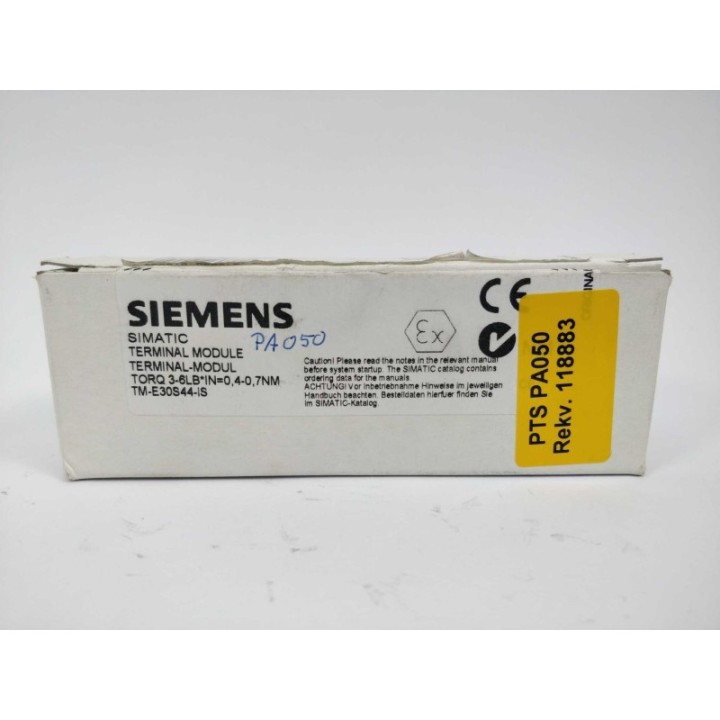 SIEMENS
SIMATIC
TERMINAL MODULE
TERMINAL-MODUL
TORQ 3-6LB*IN=0,4-0,7NM
TM-E30S44-iS
PA050
Ex
CE
Caution! Please read the notes in the relevant manual
before system startup. The SIMATIC catalog contains
ordering data for the manuals.
ACHTUNG! Vor Inbetriebnahme Hinweise im jeweiligen
Handbuch beachten. Bestelldaten hierfuer finden Sie
im SIMATIC-Katalog.
PTS PA050
Rekv. 118883